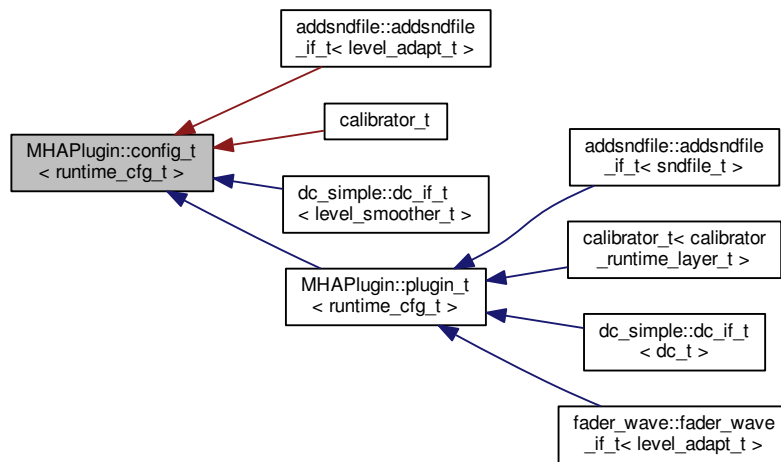 addsndfile::addsndfile
_if_t< level_adapt_t >
calibrator_t
MHAPlugin::config_t
< runtime_cfg_t >
dc_simple::dc_if_t
< level_smoother_t >
MHAPlugin::plugin_t
< runtime_cfg_t >
addsndfile::addsndfile
_if_t< sndfile_t >
calibrator_t< calibrator
_runtime_layer_t >
dc_simple::dc_if_t
< dc_t >
fader_wave::fader_wave
_if_t< level_adapt_t >